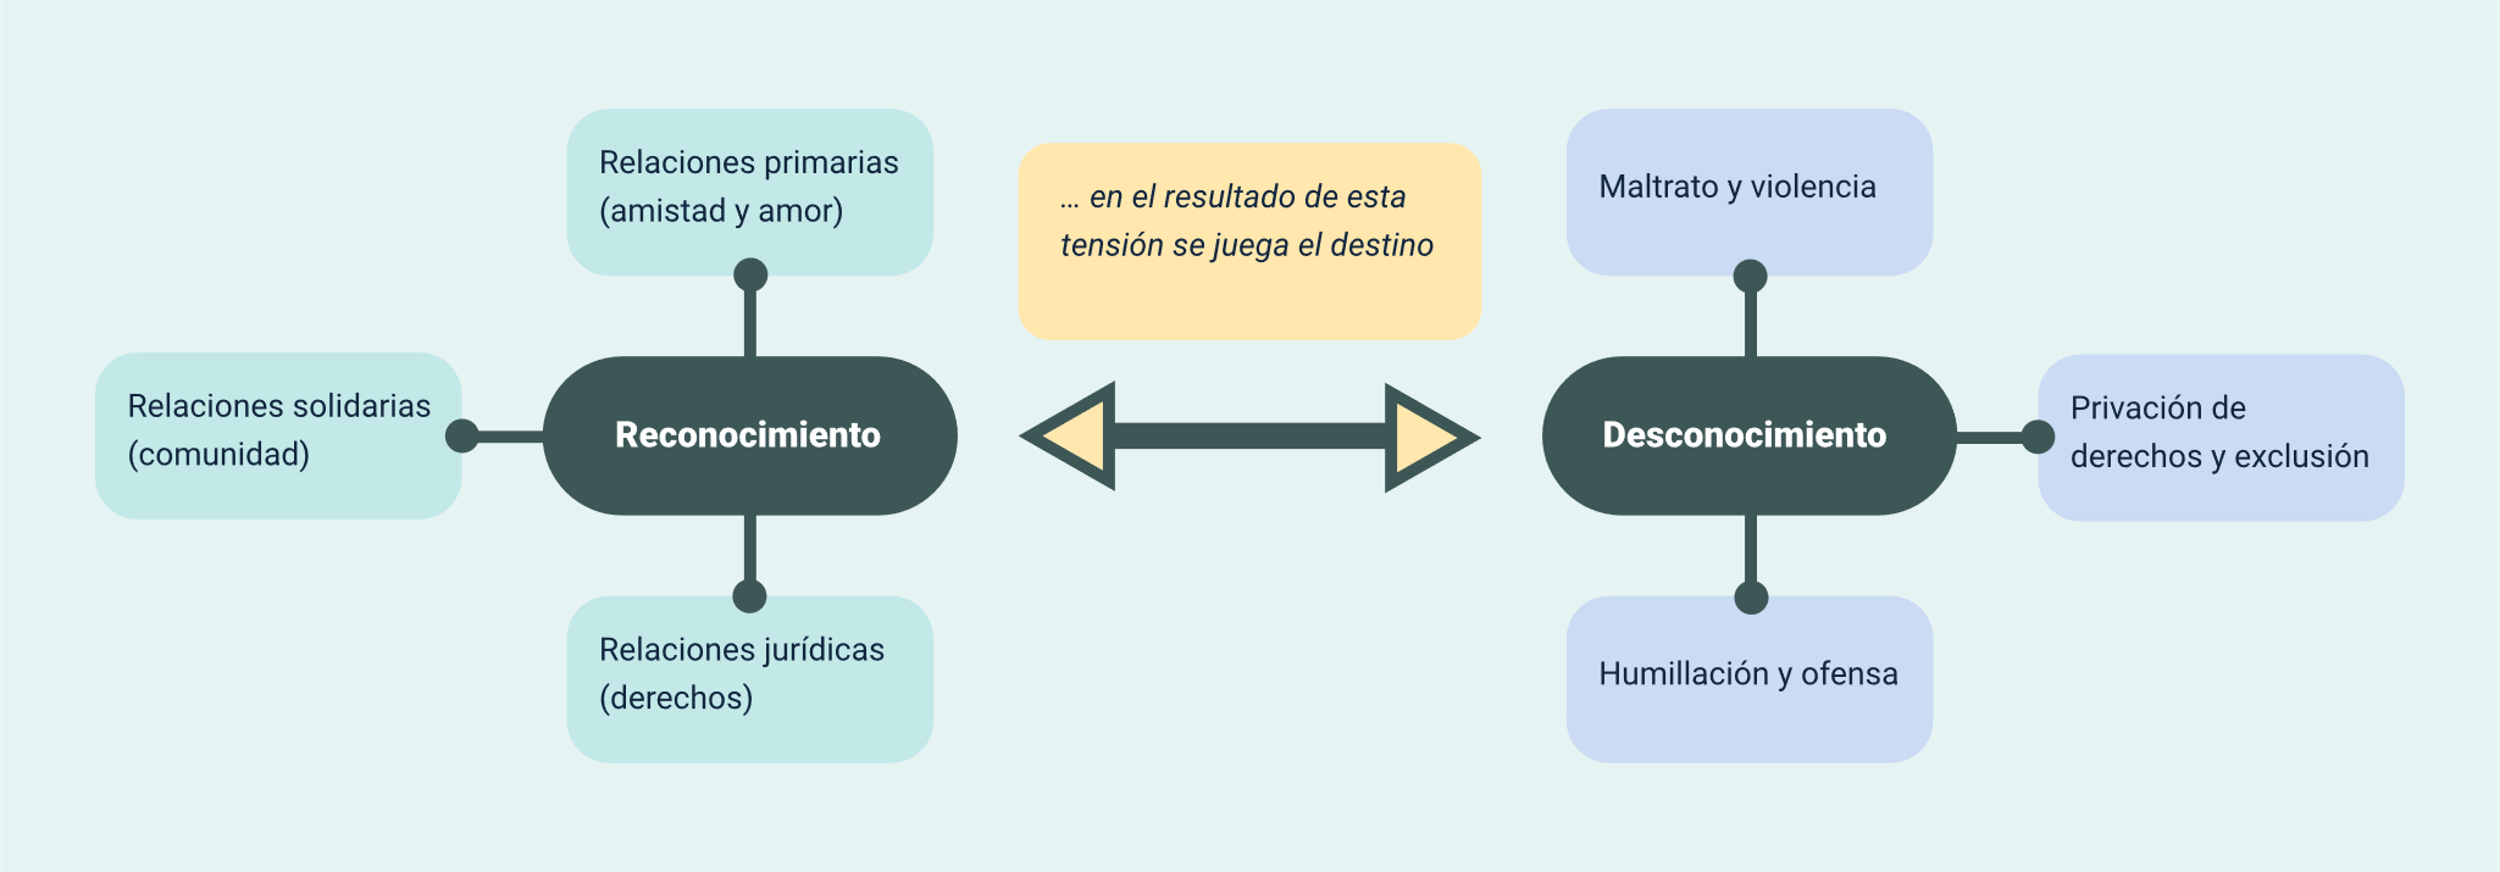 Relaciones primarias
(amistad y amor)
Relaciones solidarias
(comunidad)
Reconocimiento
Relaciones jurídicas
(derechos)
… en el resultado de esta
tensión se juega el destino
Maltrato y violencia
Desconocimiento
Privación de
derechos y exclusión
Humillación y ofensa